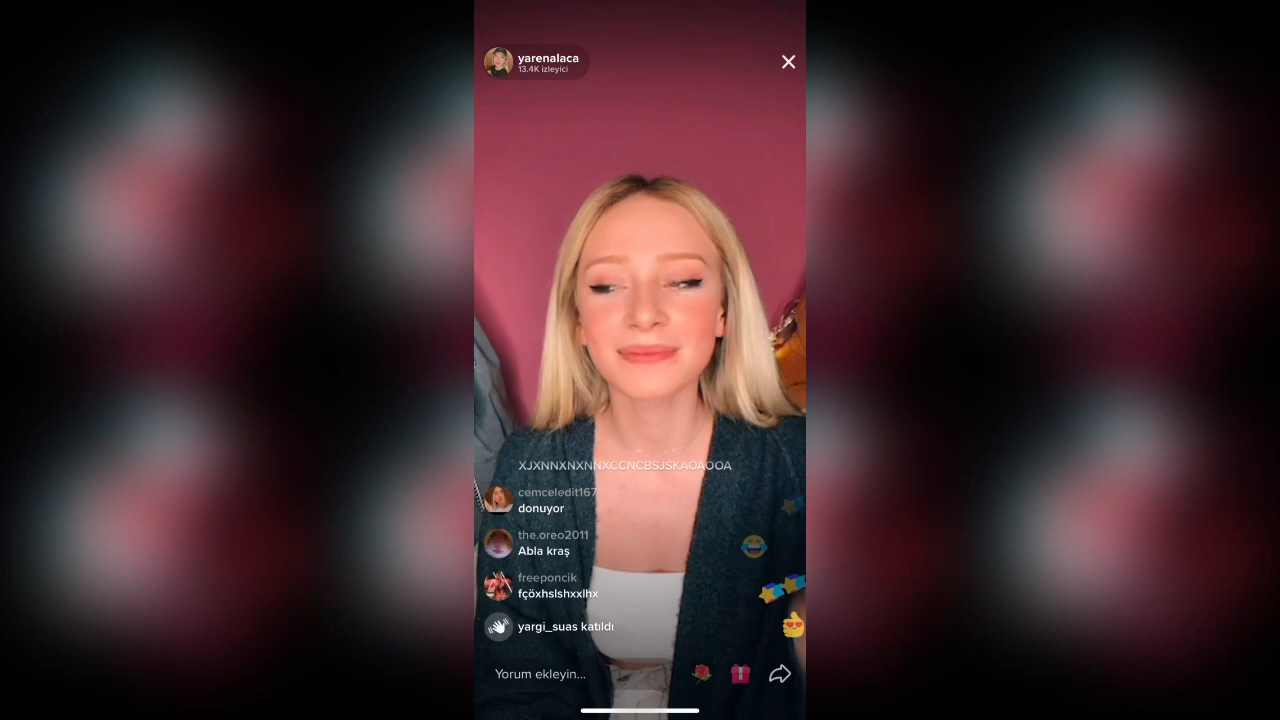 yarenalaca
13.4K izleyici
XJXNNXNXNNXCCNCBSJSKAOAOOA
cemceledit167
donuyor
the.oreo2011
Abla kraş
freeponcik
fçöxhslshxxlhx
yargi_suas katıldı
Yorum ekleyin...